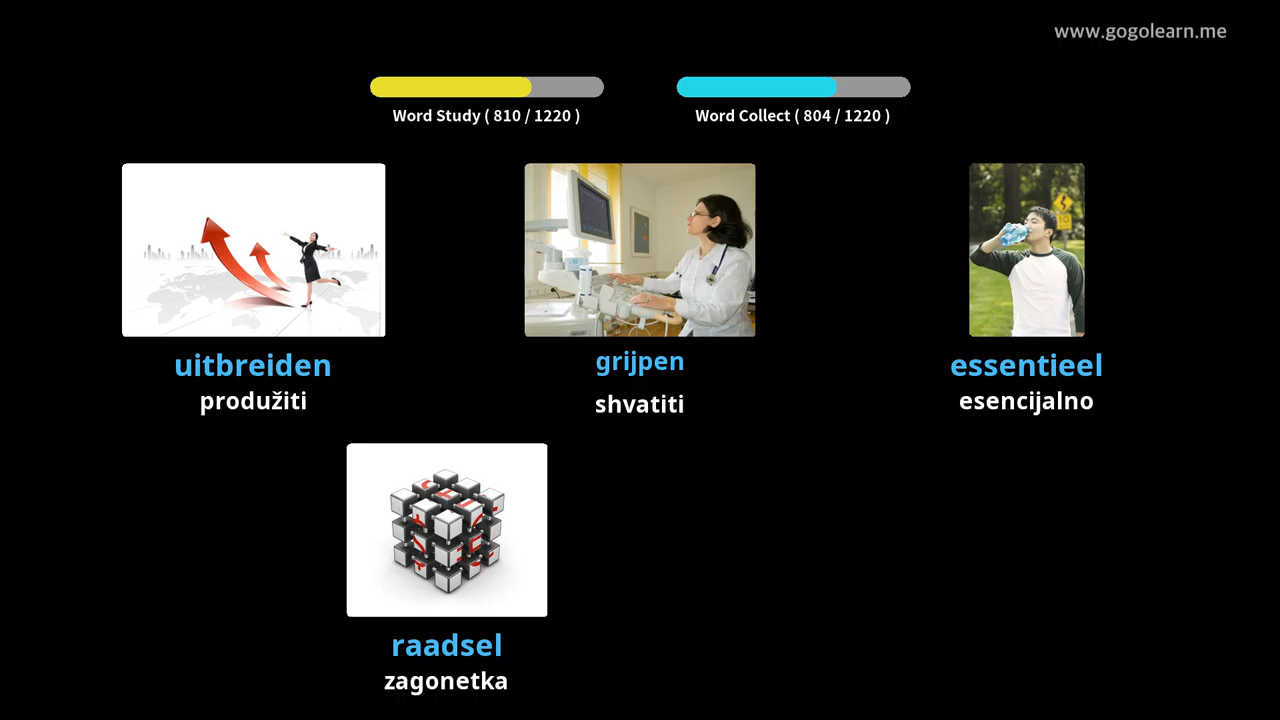 www.gogolearn.me
Word Study ( 810 / 1220 )
Word Collect ( 804 / 1220 )
uitbreiden
produžiti
grijpen
shvatiti
essentieel
esencijalno
raadsel
zagonetka